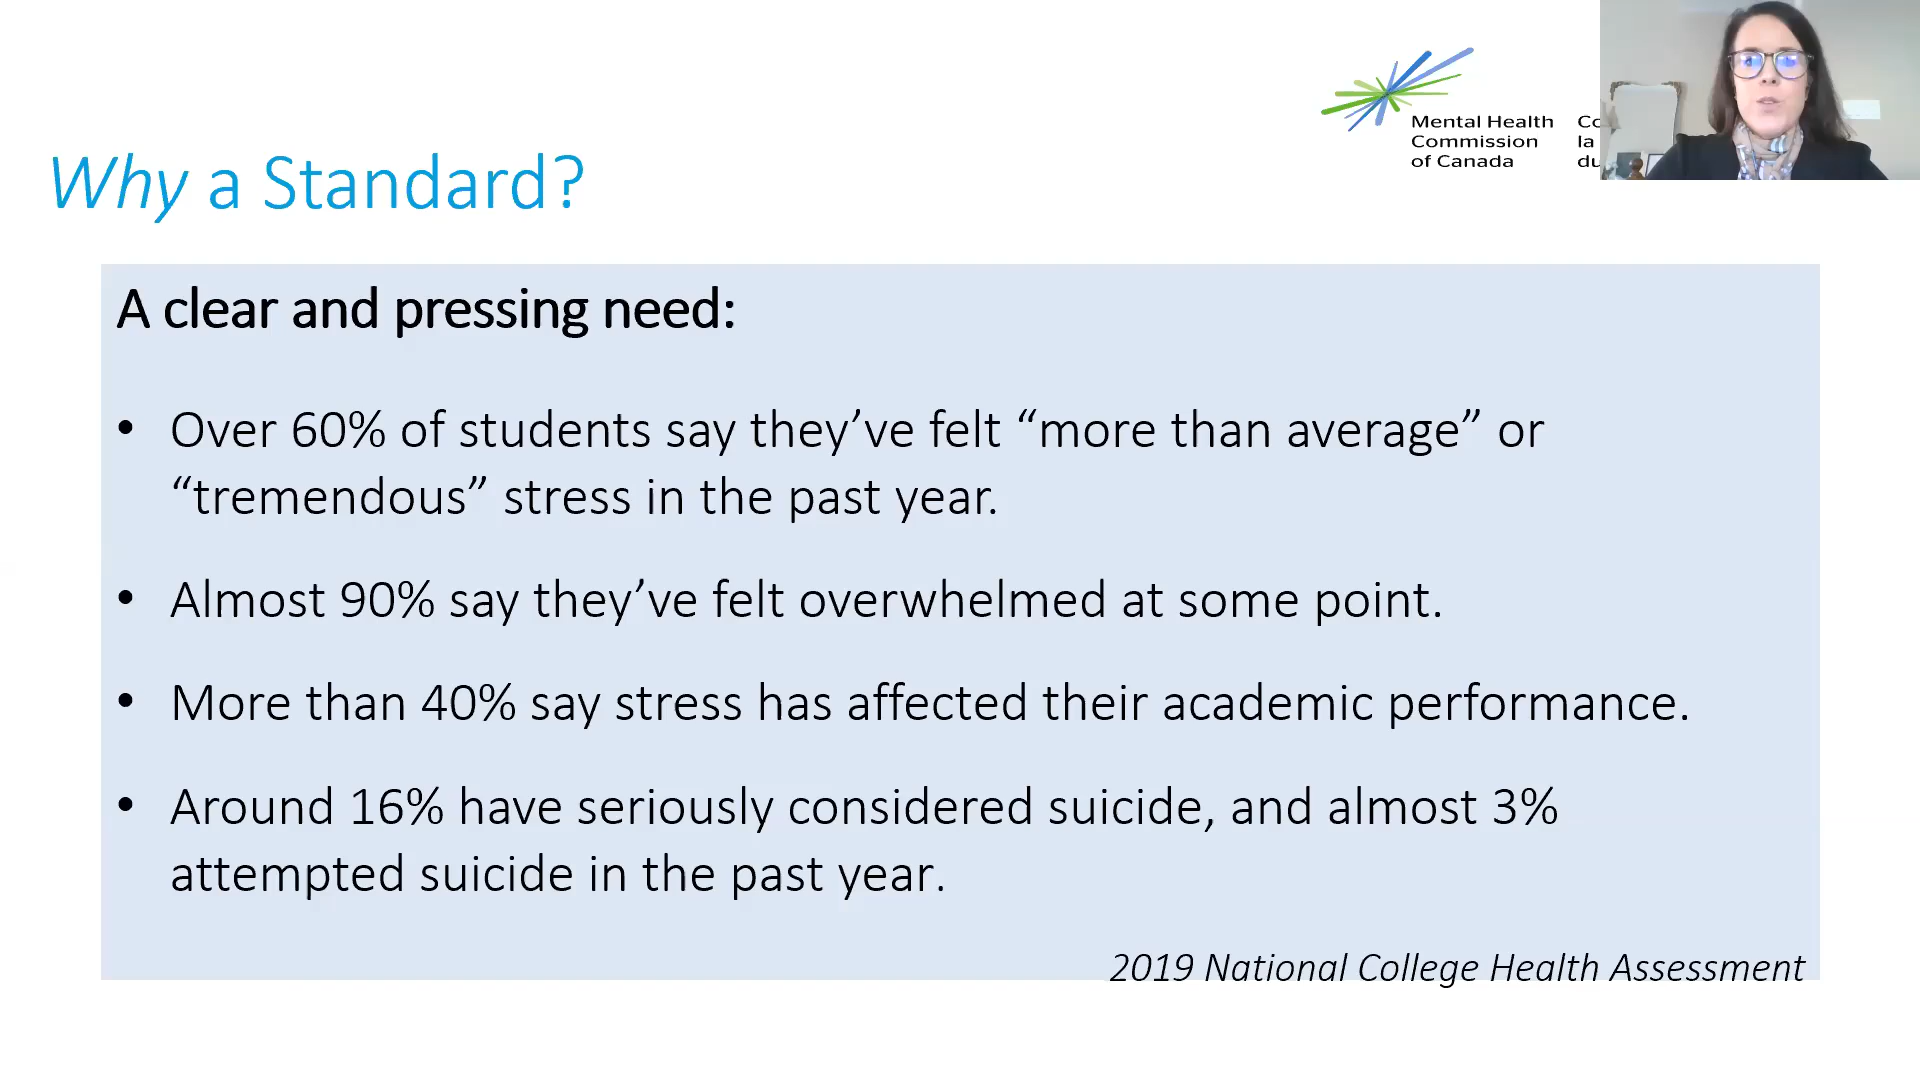 Mental Health
Commission
of Canada
la
du
Why a Standard?
A clear and pressing need:
• Over 60% of students say they’ve felt “more than average” or
“tremendous” stress in the past year.
• Almost 90% say they’ve felt overwhelmed at some point.
• More than 40% say stress has affected their academic performance.
• Around 16% have seriously considered suicide, and almost 3%
attempted suicide in the past year.
2019 National College Health Assessment